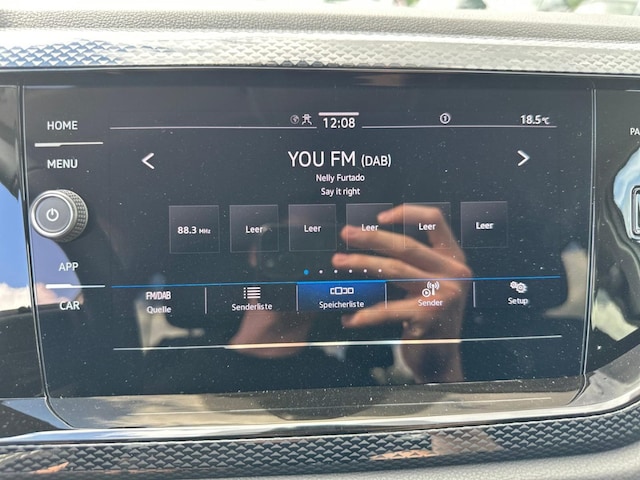 HOME
MENU
APP
CAR
12:08
18.5°C
YOU FM (DAB)
Nelly Furtado
Say it right
88.3 MHz
Leer
Leer
Leer
Leer
Leer
FM/DAB
Quelle
Senderliste
Speicherliste
Sender
Setup
PA